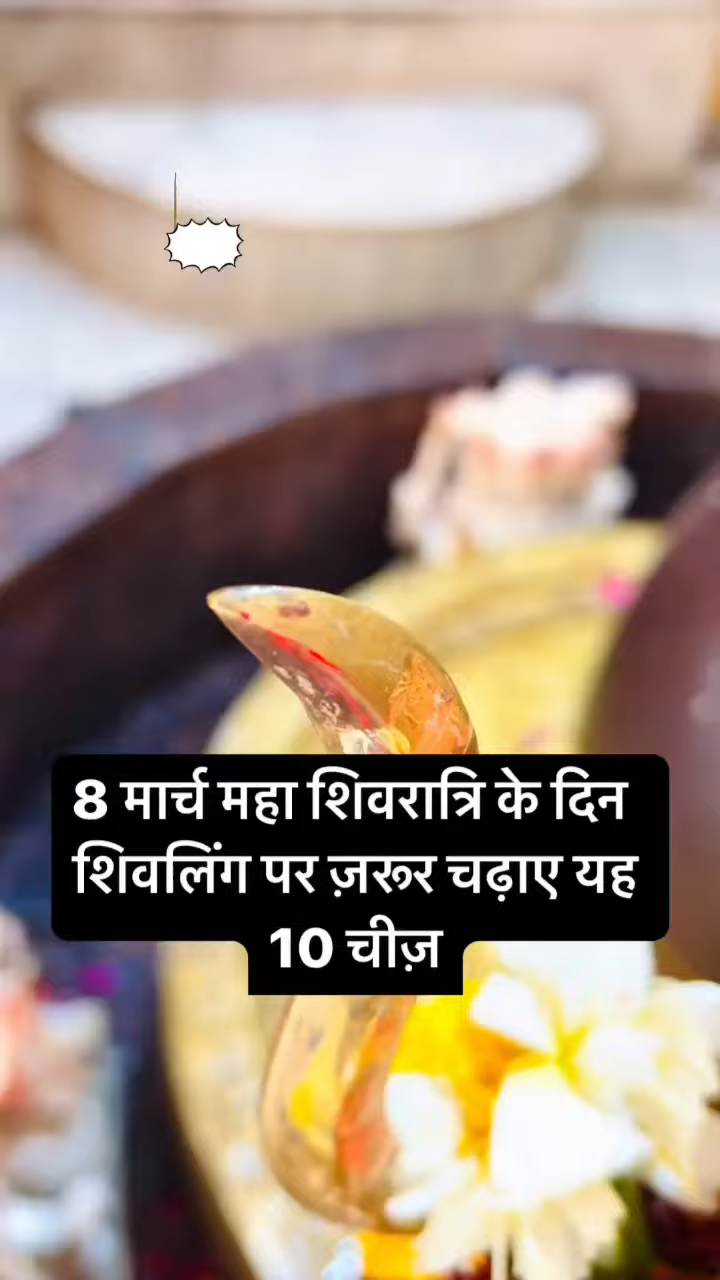 8 मार्च महा शिवरात्रि के दिन
शिवलिंग पर ज़रूर चढ़ाए यह
10 चीज़